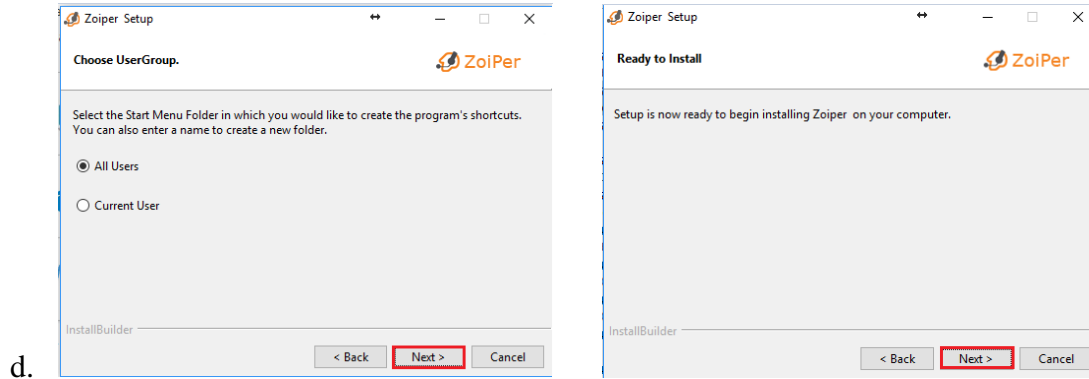 Zoiper Setup
Choose UserGroup.
ZoiPer
Select the Start Menu Folder in which you would like to create the program's shortcuts.
You can also enter a name to create a new folder.
All Users
Current User
InstallBuilder
< Back Next > Cancel
Zoiper Setup
Ready to Install
ZoiPer
Setup is now ready to begin installing Zoiper on your computer.
InstallBuilder
< Back Next > Cancel
d.